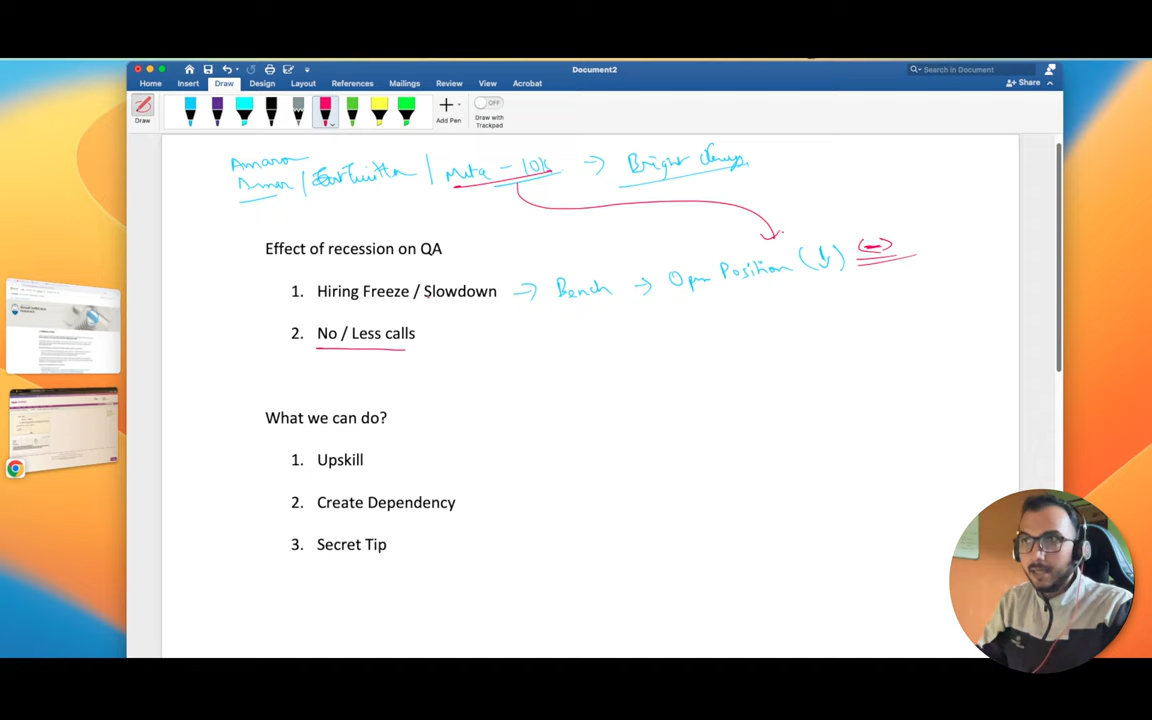 Document2
Search in Document
Home Insert Draw Design Layout References Mailings Review View Acrobat
Share
Draw
Add Pen
OFF
Draw with
Trackpad
Amazon
/ Twitter / Meta - 10k → Bright
Effect of recession on QA
1. Hiring Freeze / Slowdown → Bench → Open Position (↓) (-)
2. No / Less calls
What we can do?
1. Upskill
2. Create Dependency
3. Secret Tip